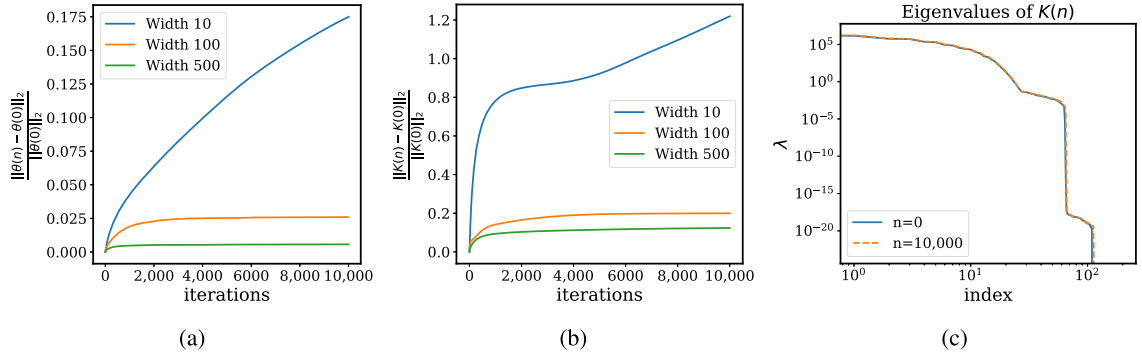 ||θ(n) − θ(0)||₂
||θ(0)||₂
0.175
0.150
0.125
0.100
0.075
0.050
0.025
0.000
Width 10
Width 100
Width 500
0 2,000 4,000 6,000 8,000 10,000
iterations
(a)
||K(n) − K(0)||₂
||K(0)||₂
1.2
1.0
0.8
0.6
0.4
0.2
0.0
Width 10
Width 100
Width 500
0 2,000 4,000 6,000 8,000 10,000
iterations
(b)
Eigenvalues of K(n)
λ
10⁵
10⁰
10⁻⁵
10⁻¹⁰
10⁻¹⁵
10⁻²⁰
n=0
n=10,000
10⁰ 10¹ 10²
index
(c)